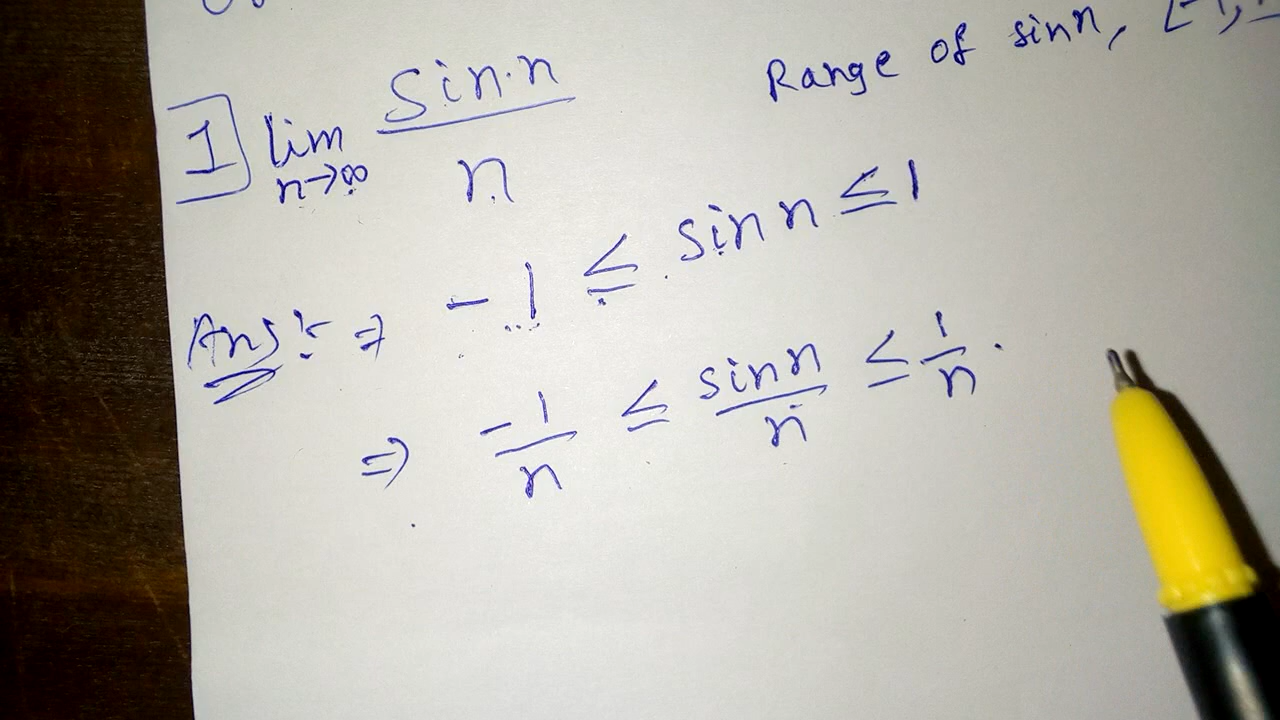 Range of sin n, [-1,
1] lim n→∞ Sin n / n
Ans:- ⇒ -1 ≤ sin n ≤ 1
⇒ -1/n ≤ sin n / n ≤ 1/n.